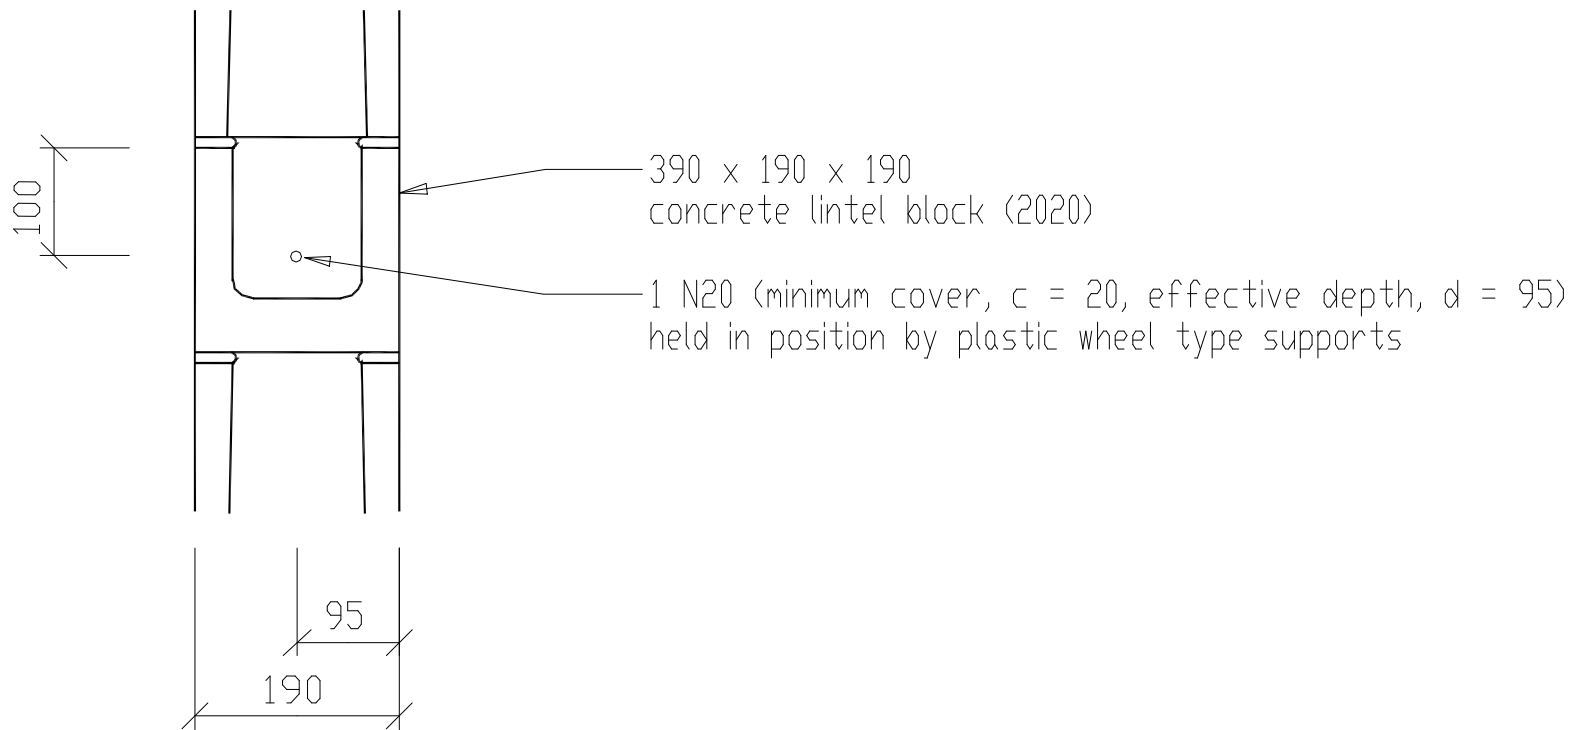 100
390 x 190 x 190
concrete lintel block (2020)
1 N20 (minimum cover, c = 20, effective depth, d = 95)
held in position by plastic wheel type supports
95
190